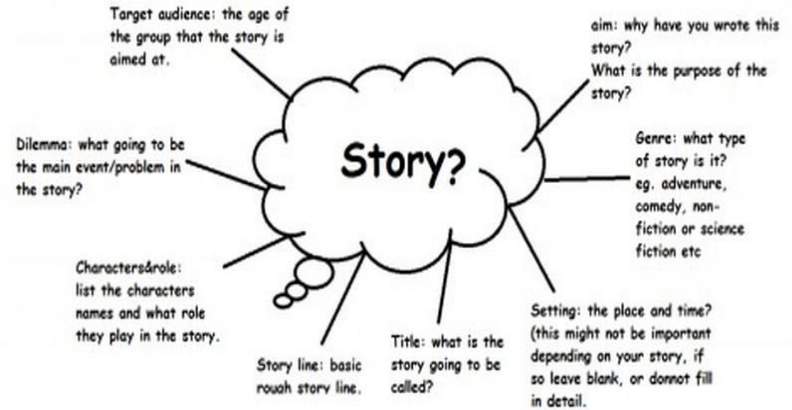 Target audience: the age of
the group that the story is
aimed at.
aim: why have you wrote this
story?
What is the purpose of the
story?
Story?
Dilemma: what going to be
the main event/problem in
the story?
Genre: what type
of story is it?
eg. adventure,
comedy, non-
fiction or science
fiction etc
Characters&role:
list the characters
names and what role
they play in the story.
Story line: basic
rough story line.
Title: what is the
story going to be
called?
Setting: the place and time?
(this might not be important
depending on your story, if
so leave blank, or donnot fill
in detail.